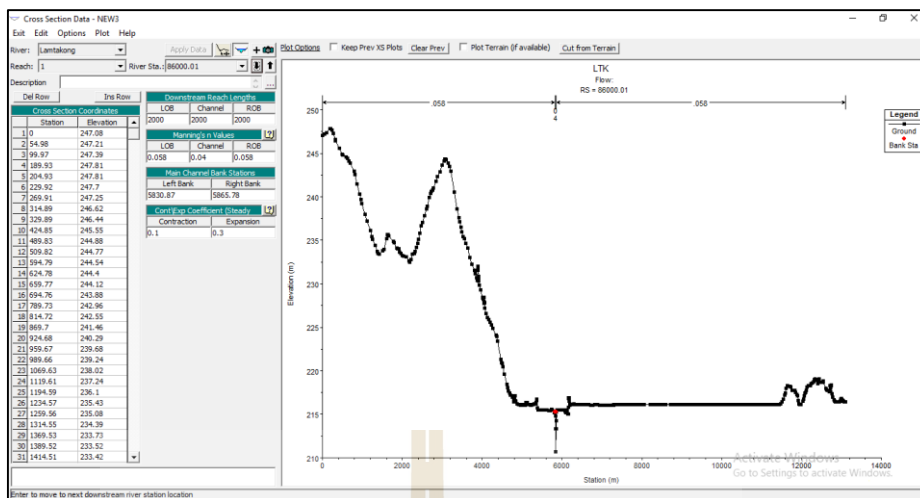 Cross Section Data - NEW3
Exit Edit Options Plot Help
River: Lamtakong Apply Data Plot Options Keep Prev XS Plots Clear Prev Plot Terrain (if available) Cut from Terrain
Reach: 1 River Sta.: 86000.01
Description
Del Row Ins Row
Cross Section Coordinates
Station Elevation
1 0 247.08
2 54.98 247.21
3 99.97 247.39
4 189.93 247.81
5 204.93 247.81
6 229.92 247.7
7 269.91 247.25
8 314.89 246.62
9 329.89 246.44
10 424.85 245.55
11 489.83 244.88
12 509.82 244.77
13 594.79 244.54
14 624.78 244.4
15 659.77 244.12
16 694.76 243.88
17 789.73 242.96
18 814.72 242.55
19 869.7 241.46
20 924.68 240.29
21 959.67 239.68
22 989.66 239.24
23 1069.63 238.02
24 1119.61 237.24
25 1194.59 236.1
26 1234.57 235.43
27 1259.56 235.08
28 1314.55 234.39
29 1369.53 233.73
30 1389.52 233.52
31 1414.51 233.42
Downstream Reach Lengths
LOB Channel ROB
2000 2000 2000
Manning's n Values
LOB Channel ROB
0.058 0.04 0.058
Main Channel Bank Stations
Left Bank Right Bank
5830.87 5865.78
Cont\Exp Coefficient (Steady
Contraction Expansion
0.1 0.3
LTK
Flow:
RS = 86000.01
.058 .04 .058
Legend
Ground
Bank Sta
Elevation (m)
250
245
240
235
230
225
220
215
210
0 2000 4000 6000 8000 10000 12000 14000
Station (m)
Activate Windows
Go to Settings to activate Windows.
Enter to move to next downstream river station location